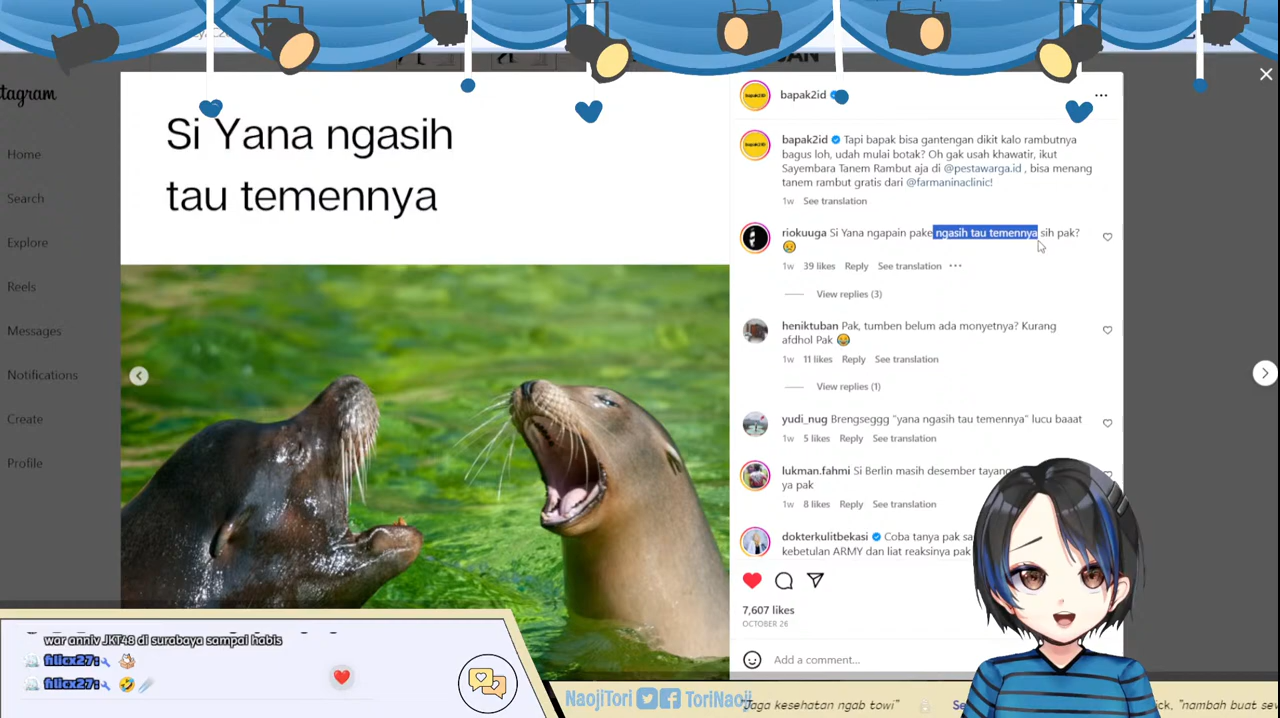 tagram
Home
Search
Explore
Reels
Messages
Notifications
Create
Profile
Si Yana ngasih
tau temennya
bapak2id
bapak2id Tapi bapak bisa gantengan dikit kalo rambutnya
bagus loh, udah mulai botak? Oh gak usah khawatir, ikut
Sayembara Tanem Rambut aja di @pestawarga.id , bisa menang
tanem rambut gratis dari @farmaninaclinic!
1w See translation
riokuuga Si Yana ngapain pake ngasih tau temennya sih pak?
😥
1w 39 likes Reply See translation ...
View replies (3)
heniktuban Pak, tumben belum ada monyetnya? Kurang
afdhol Pak 😂
1w 11 likes Reply See translation
View replies (1)
yudi_nug Brengseggg "yana ngasih tau temennya" lucu baaat
1w 5 likes Reply See translation
lukman.fahmi Si Berlin masih desember tayang
ya pak
1w 8 likes Reply See translation
dokterkulitbekasi Coba tanya pak sa
kebetulan ARMY dan liat reaksinya pak
7,607 likes
OCTOBER 26
Add a comment...
war anniv JKT48 di surabaya sampai habis
filicx27:
filicx27: 🤣
NaojiTori
ToriNaoji
"Jaga kesehatan ngab towi"
"nambah buat sev